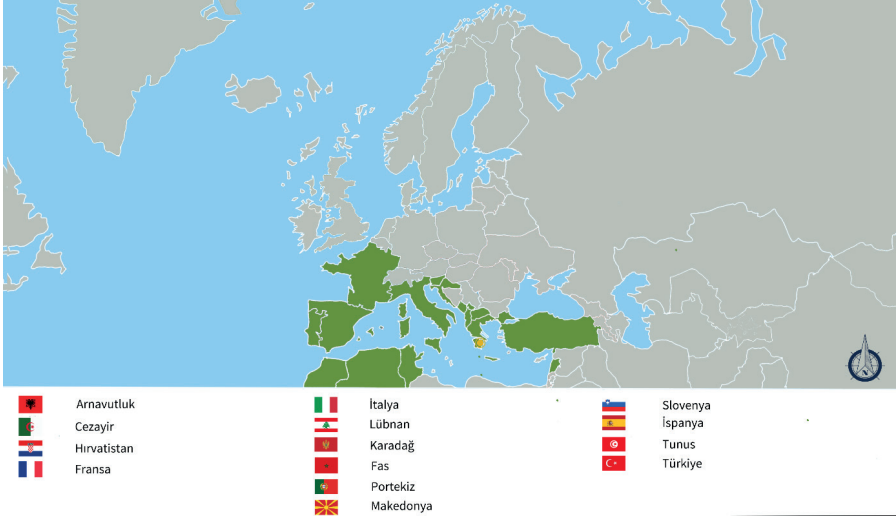 Arnavutluk
Cezayir
Hırvatistan
Fransa
İtalya
Lübnan
Karadağ
Fas
Portekiz
Makedonya
Slovenya
İspanya
Tunus
Türkiye